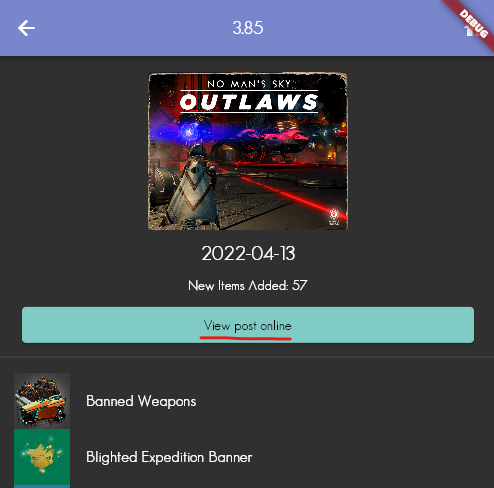 3.85
DEBUG
NO MAN'S SKY
OUTLAWS
2022-04-13
New Items Added: 57
View post online
Banned Weapons
Blighted Expedition Banner